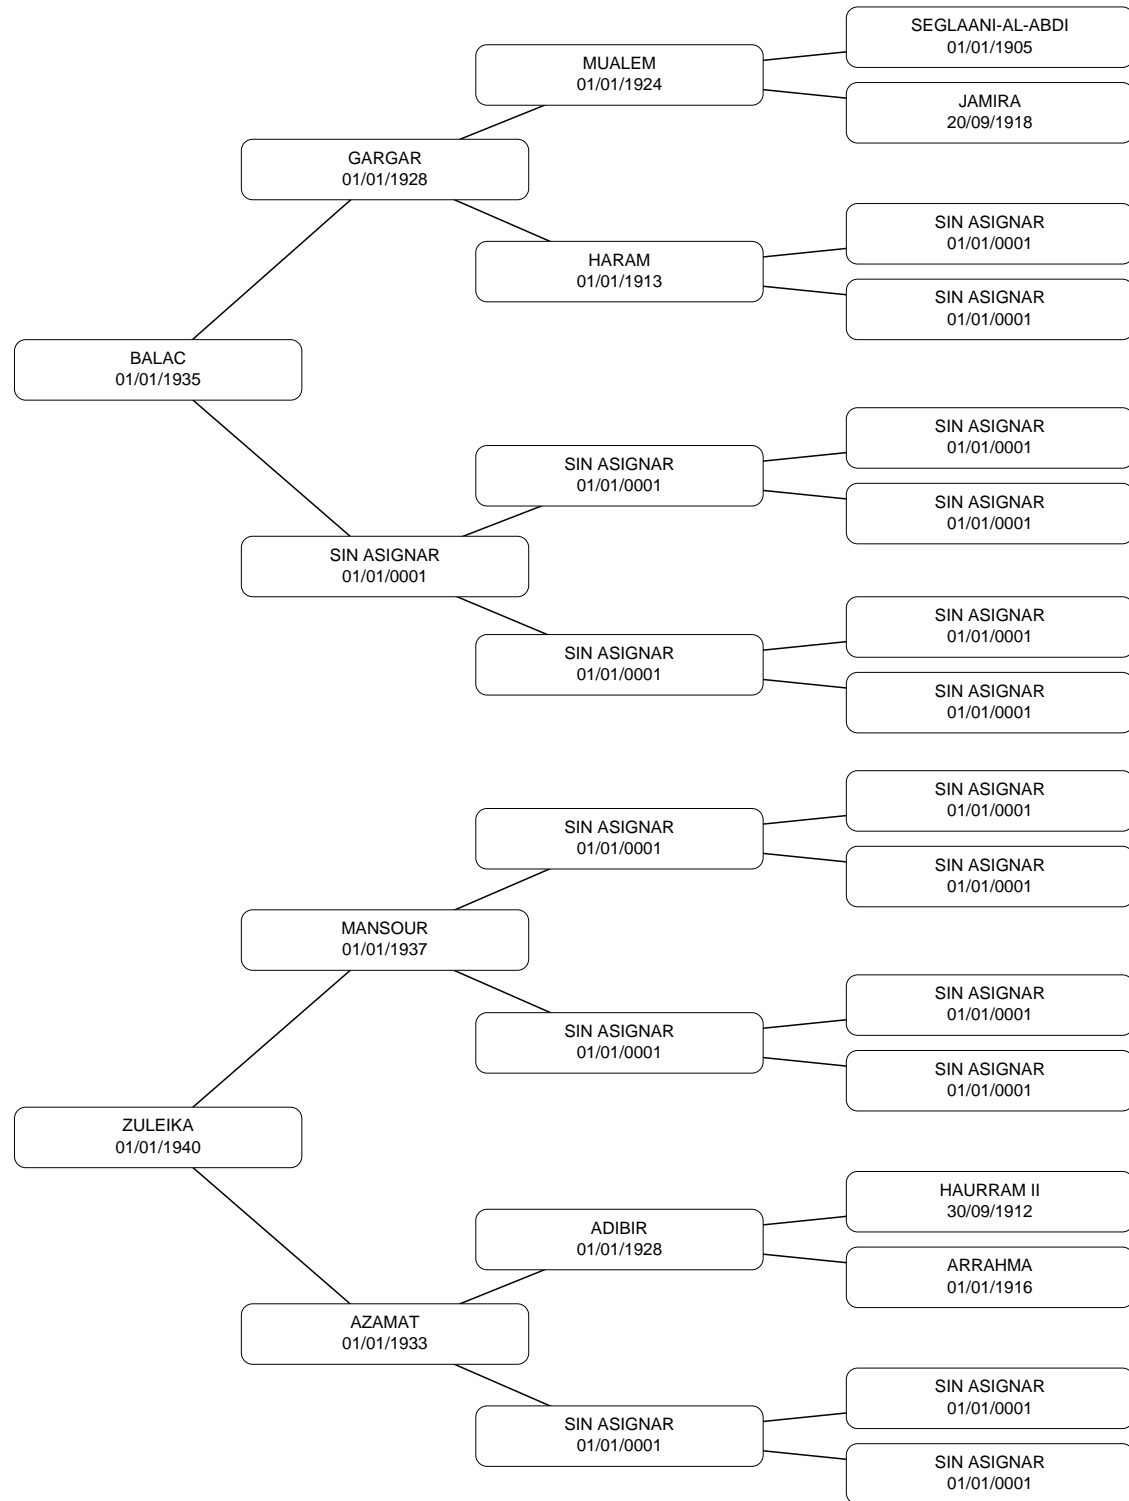 SEGLAANI-AL-ABDI
01/01/1905
MUALEM
01/01/1924
JAMIRA
20/09/1918
GARGAR
01/01/1928
SIN ASIGNAR
01/01/0001
HARAM
01/01/1913
SIN ASIGNAR
01/01/0001
BALAC
01/01/1935
SIN ASIGNAR
01/01/0001
SIN ASIGNAR
01/01/0001
SIN ASIGNAR
01/01/0001
SIN ASIGNAR
01/01/0001
SIN ASIGNAR
01/01/0001
SIN ASIGNAR
01/01/0001
SIN ASIGNAR
01/01/0001
SIN ASIGNAR
01/01/0001
SIN ASIGNAR
01/01/0001
SIN ASIGNAR
01/01/0001
MANSOUR
01/01/1937
SIN ASIGNAR
01/01/0001
SIN ASIGNAR
01/01/0001
SIN ASIGNAR
01/01/0001
ZULEIKA
01/01/1940
HAURRAM II
30/09/1912
ADIBIR
01/01/1928
ARRAHMA
01/01/1916
AZAMAT
01/01/1933
SIN ASIGNAR
01/01/0001
SIN ASIGNAR
01/01/0001
SIN ASIGNAR
01/01/0001